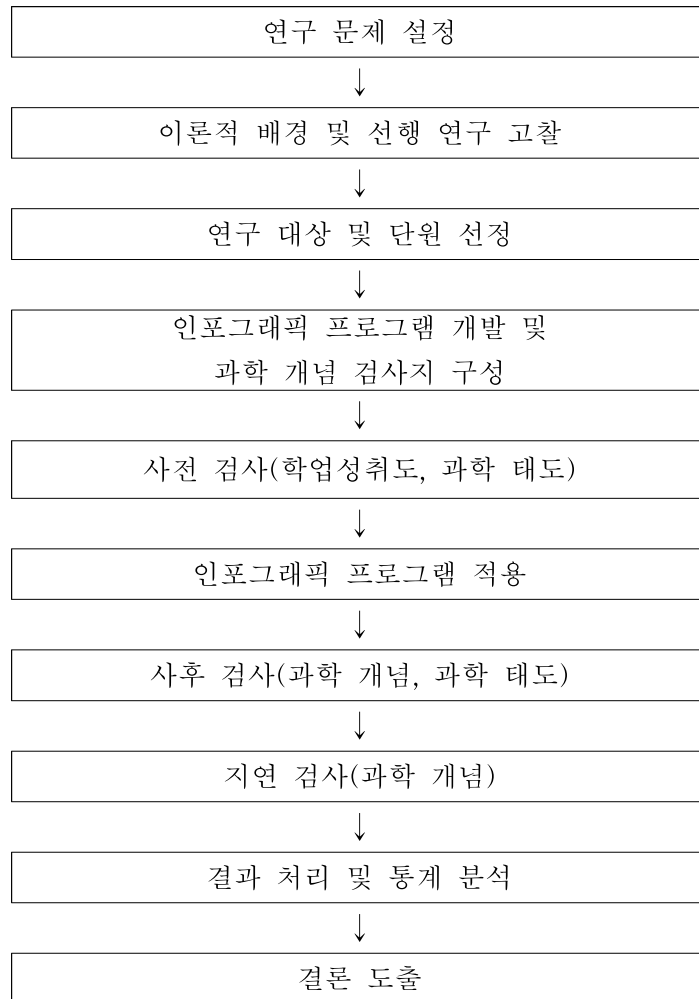 연구 문제 설정
↓
이론적 배경 및 선행 연구 고찰
↓
연구 대상 및 단원 선정
↓
인포그래픽 프로그램 개발 및
과학 개념 검사지 구성
↓
사전 검사(학업성취도, 과학 태도)
↓
인포그래픽 프로그램 적용
↓
사후 검사(과학 개념, 과학 태도)
↓
지연 검사(과학 개념)
↓
결과 처리 및 통계 분석
↓
결론 도출